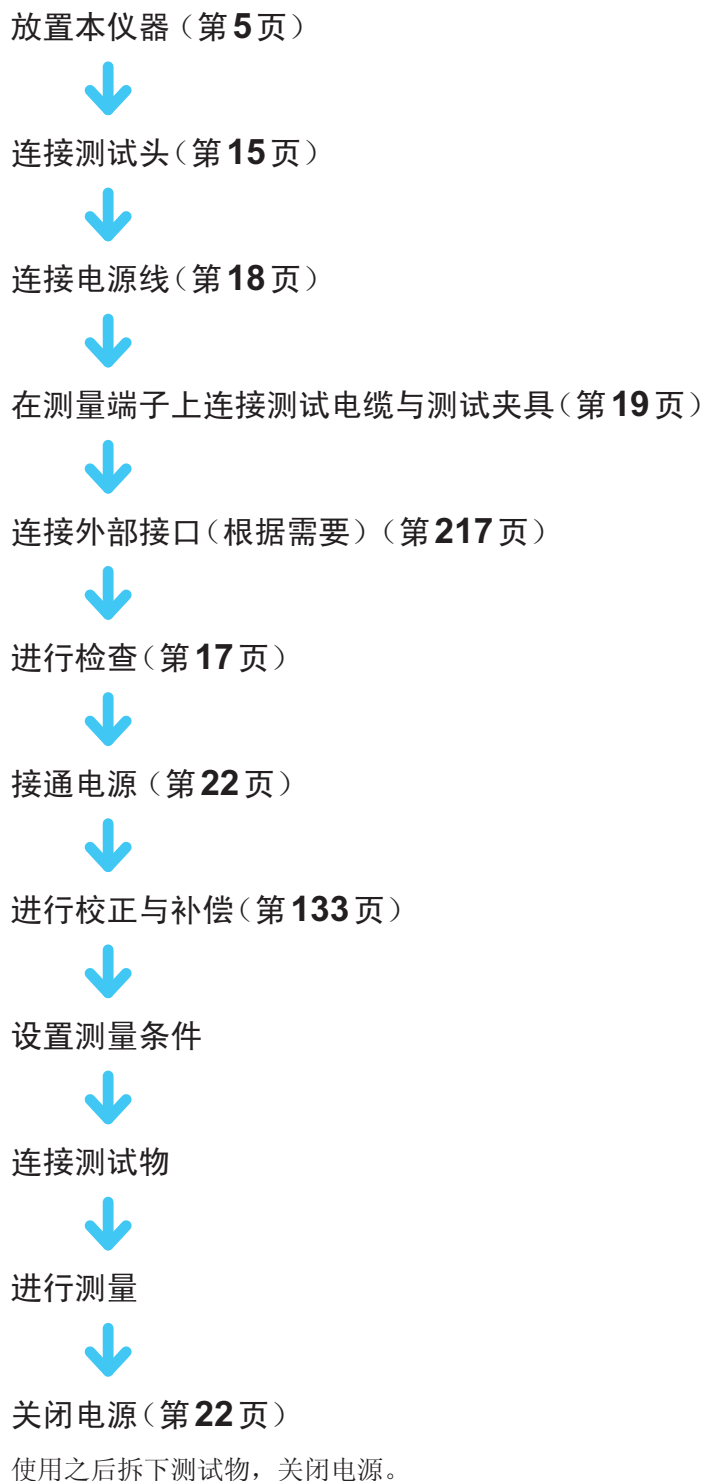 放置本仪器（第5页）
连接测试头（第15页）
连接电源线（第18页）
在测量端子上连接测试电缆与测试夹具（第19页）
连接外部接口（根据需要）（第217页）
进行检查（第17页）
接通电源（第22页）
进行校正与补偿（第133页）
设置测量条件
连接测试物
进行测量
关闭电源（第22页）
使用之后拆下测试物，关闭电源。